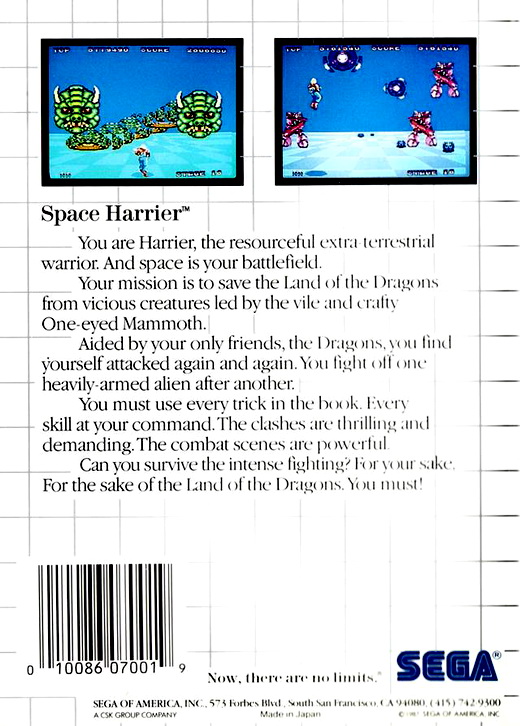 TOP 5119490 SCORE
TOP SCORE
Space Harrier™
You are Harrier, the resourceful extra-terrestrial
warrior. And space is your battlefield.
Your mission is to save the Land of the Dragons
from vicious creatures led by the vile and crafty
One-eyed Mammoth.
Aided by your only friends, the Dragons, you find
yourself attacked again and again. You fight off one
heavily-armed alien after another.
You must use every trick in the book. Every
skill at your command. The clashes are thrilling and
demanding. The combat scenes are powerful.
Can you survive the intense fighting? For your sake.
For the sake of the Land of the Dragons. You must!
0 10086 07001 9
Now, there are no limits.®
SEGA®
SEGA OF AMERICA, INC., 573 Forbes Blvd., South San Francisco, CA 94080, (415) 742-9300
A CSK GROUP COMPANY Made in Japan © 1987 SEGA OF AMERICA, INC.